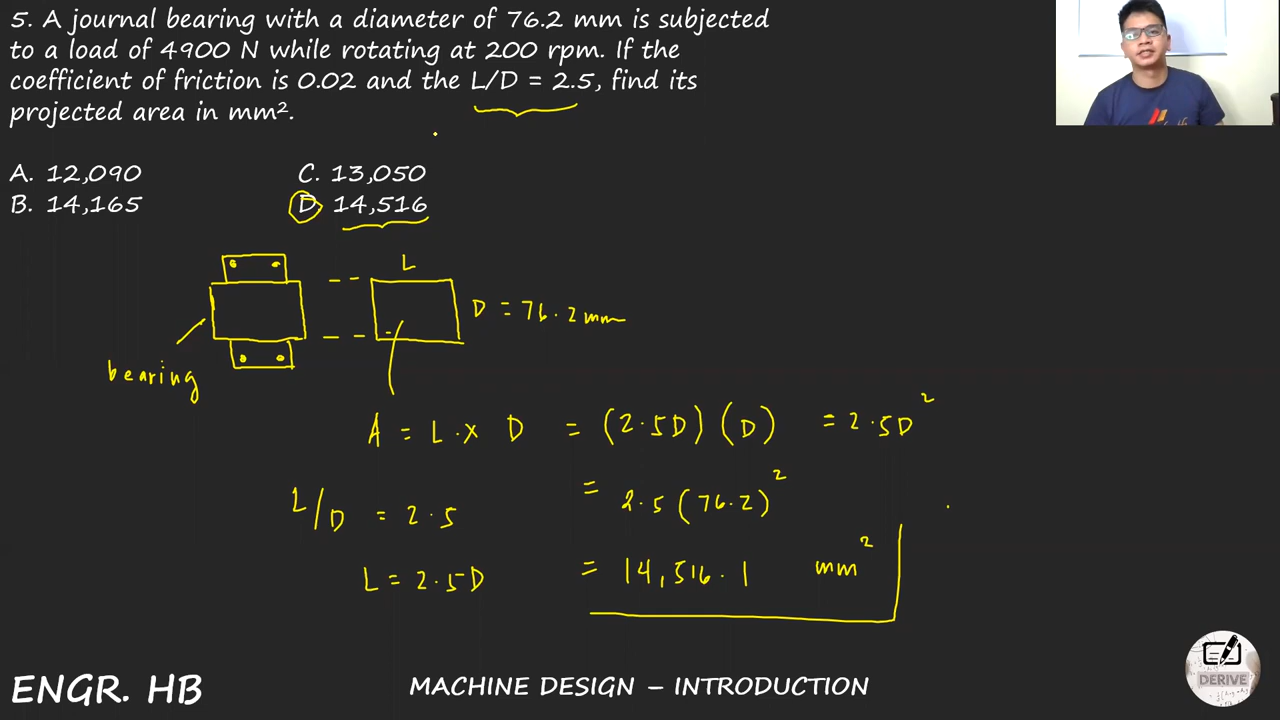 5. A journal bearing with a diameter of 76.2 mm is subjected
to a load of 4900 N while rotating at 200 rpm. If the
coefficient of friction is 0.02 and the L/D = 2.5, find its
projected area in mm².
A. 12,090 C. 13,050
B. 14,165 D. 14,516
L
D = 76.2 mm
bearing
A = L x D = (2.5D)(D) = 2.5D²
L/D = 2.5 = 2.5(76.2)²
L = 2.5D = 14,516.1 mm²
ENGR. HB MACHINE DESIGN – INTRODUCTION
DERIVE